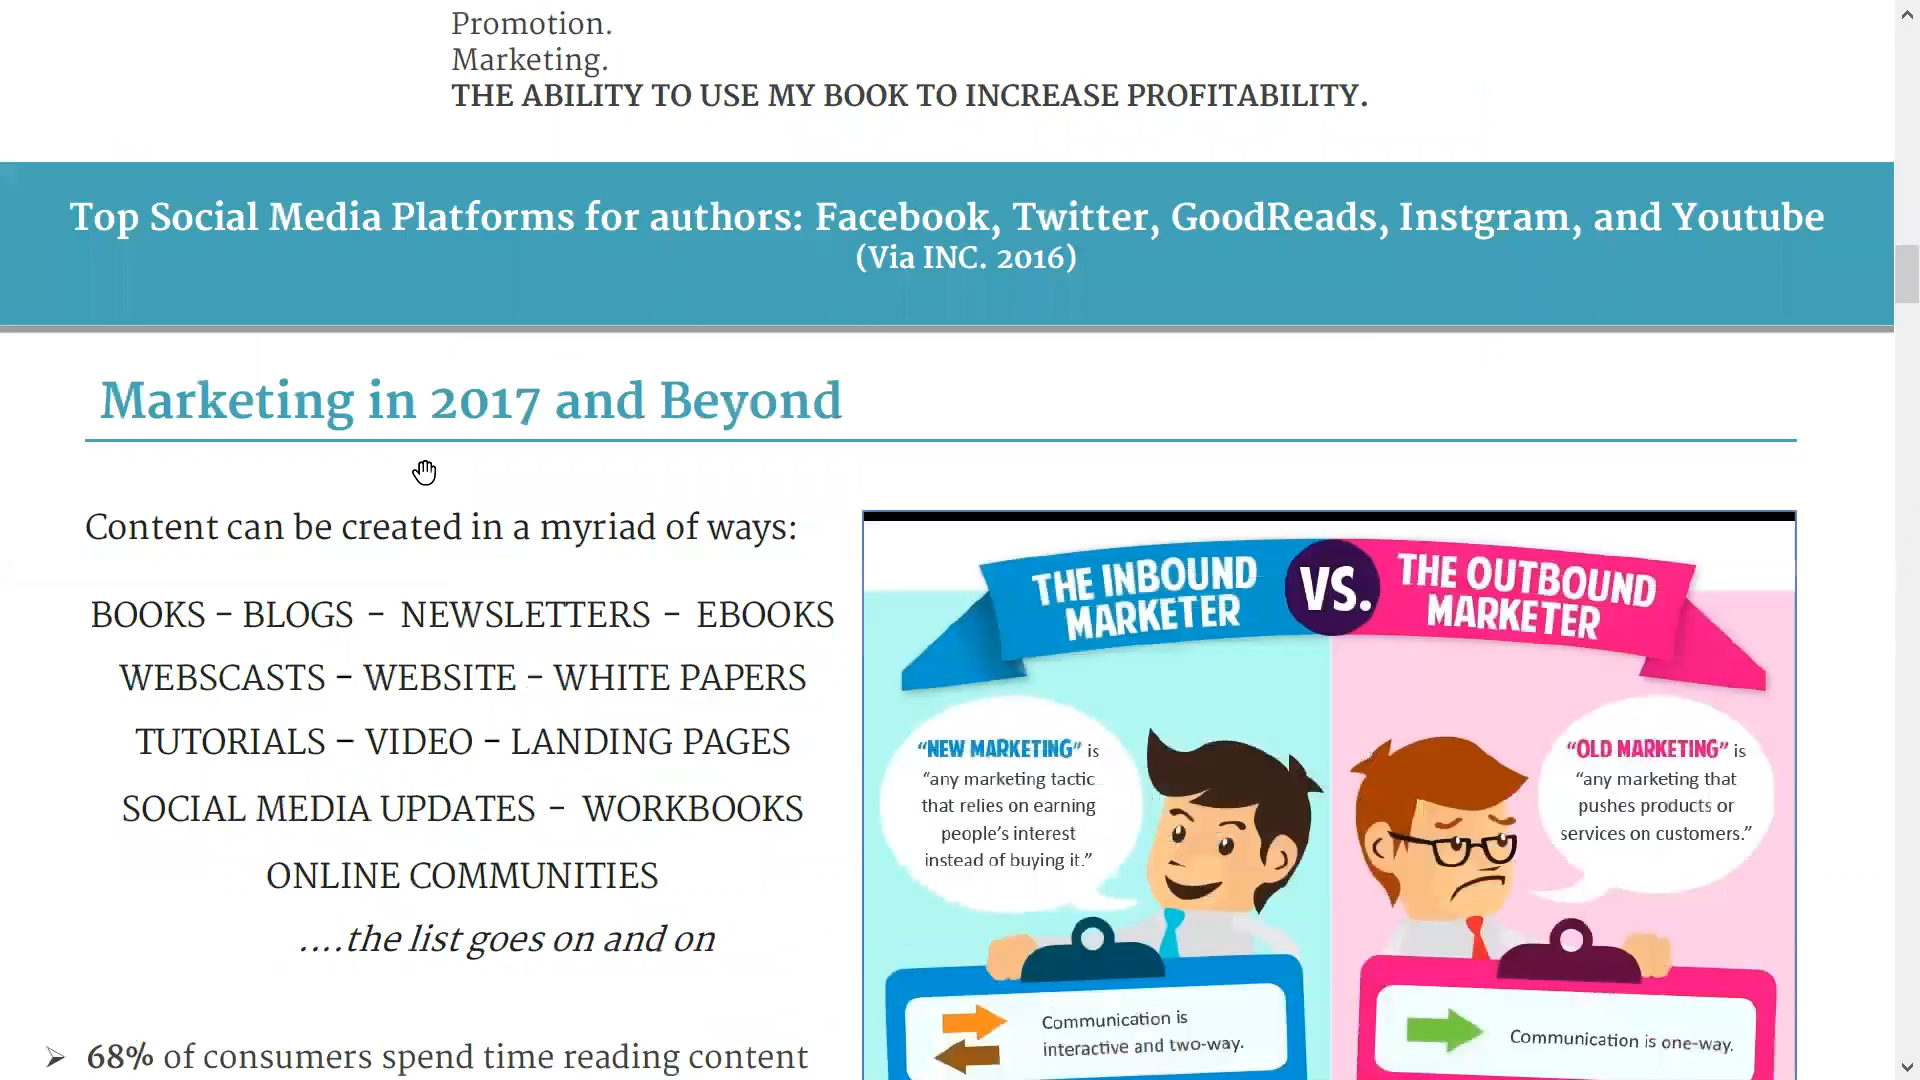 Promotion.
Marketing.
THE ABILITY TO USE MY BOOK TO INCREASE PROFITABILITY.
Top Social Media Platforms for authors: Facebook, Twitter, GoodReads, Instgram, and Youtube
(Via INC. 2016)
Marketing in 2017 and Beyond
Content can be created in a myriad of ways:
BOOKS – BLOGS – NEWSLETTERS – EBOOKS
WEBSCASTS – WEBSITE – WHITE PAPERS
TUTORIALS – VIDEO – LANDING PAGES
SOCIAL MEDIA UPDATES – WORKBOOKS
ONLINE COMMUNITIES
....the list goes on and on
➢ 68% of consumers spend time reading content
THE INBOUND
MARKETER
VS.
THE OUTBOUND
MARKETER
“NEW MARKETING” is
“any marketing tactic
that relies on earning
people’s interest
instead of buying it.”
“OLD MARKETING” is
“any marketing that
pushes products or
services on customers.”
Communication is
interactive and two-way.
Communication is one-way.